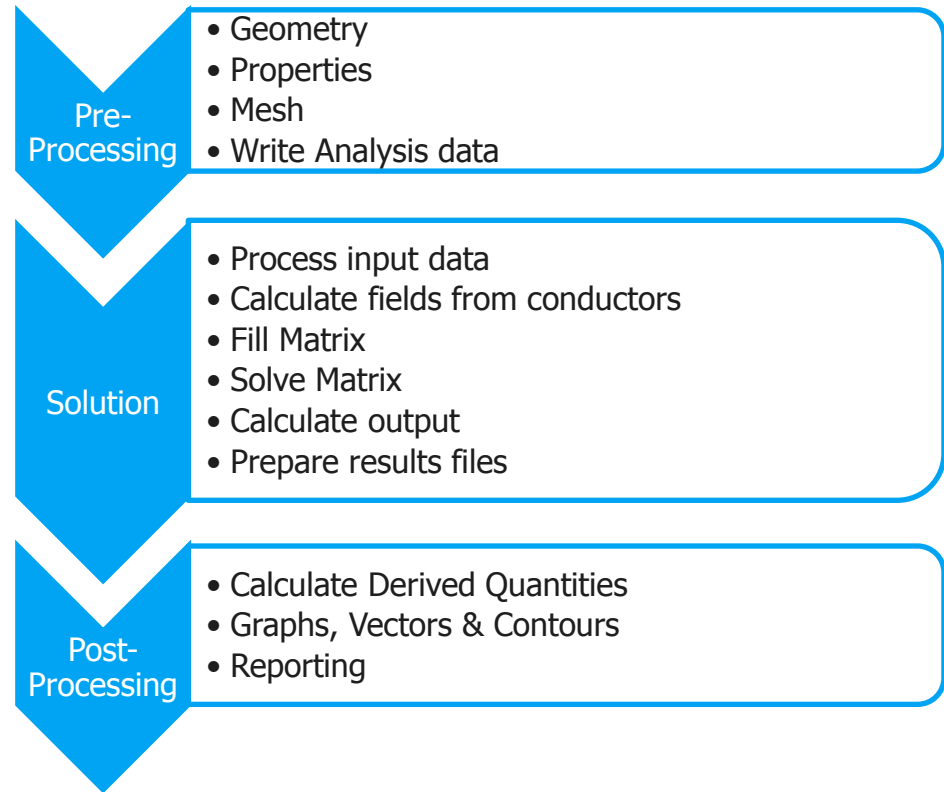 Pre-
Processing
• Geometry
• Properties
• Mesh
• Write Analysis data
Solution
• Process input data
• Calculate fields from conductors
• Fill Matrix
• Solve Matrix
• Calculate output
• Prepare results files
Post-
Processing
• Calculate Derived Quantities
• Graphs, Vectors & Contours
• Reporting